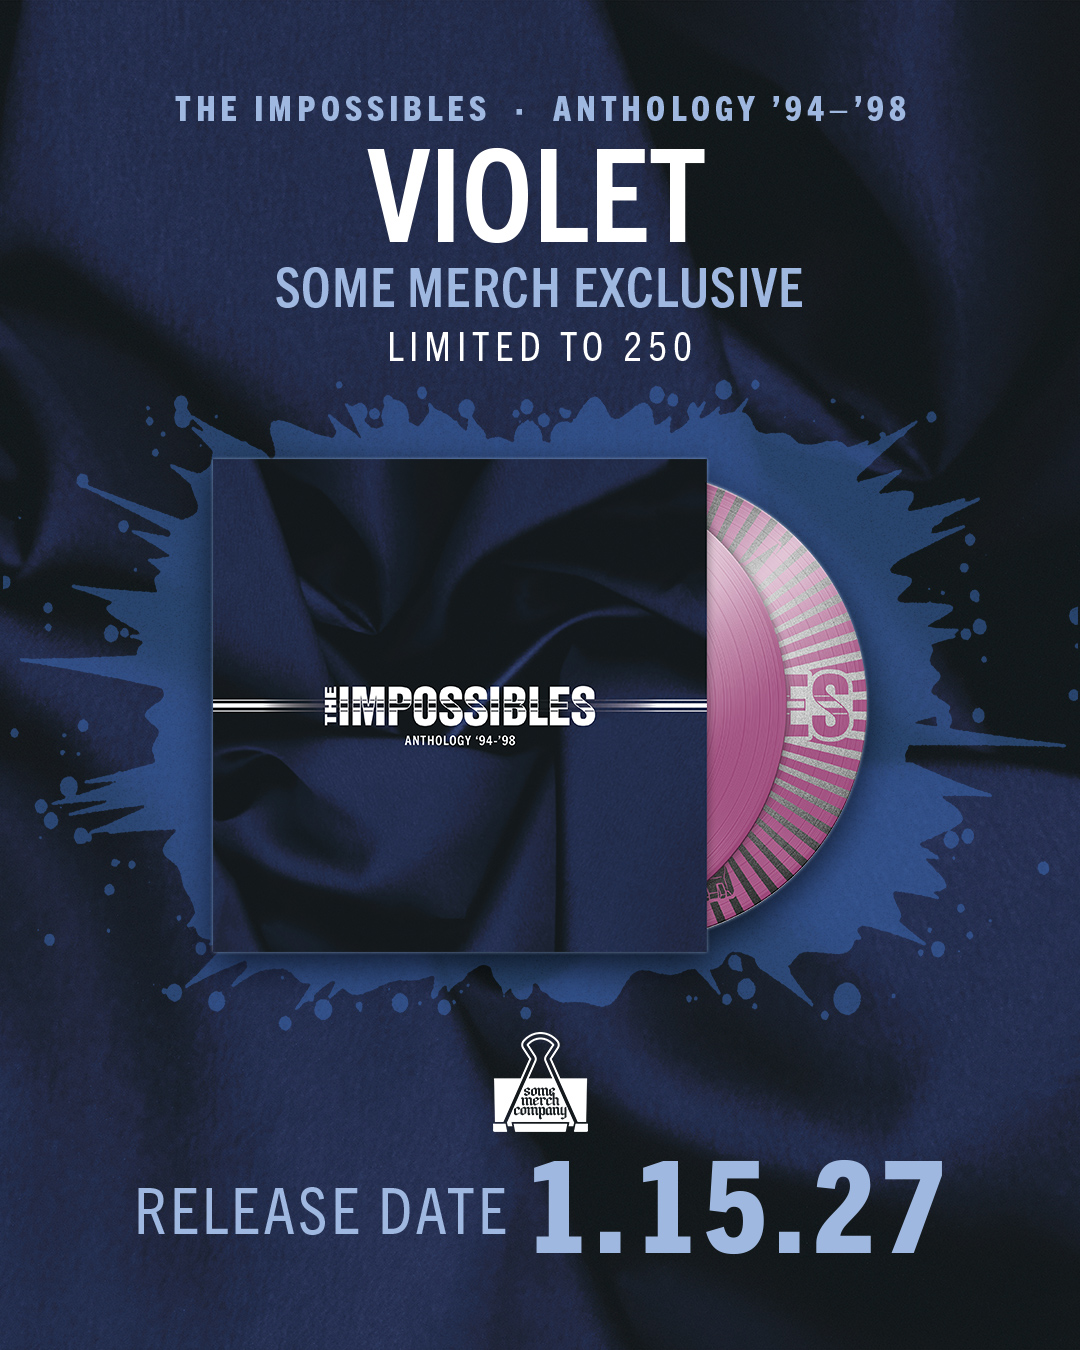 THE IMPOSSIBLES · ANTHOLOGY ’94–’98
VIOLET
SOME MERCH EXCLUSIVE
LIMITED TO 250
THE IMPOSSIBLES
ANTHOLOGY ‘94-’98
ES
some
merch
company
RELEASE DATE 1.15.27